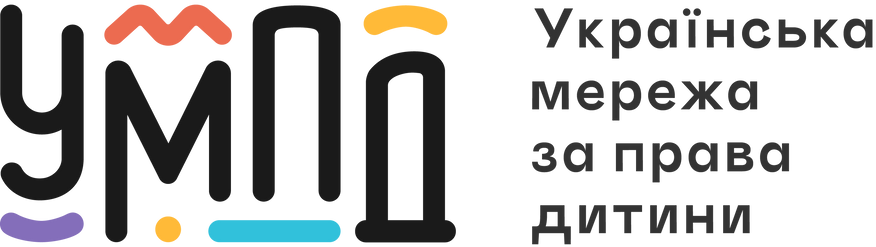 УМПД
Українська
мережа
за права
дитини